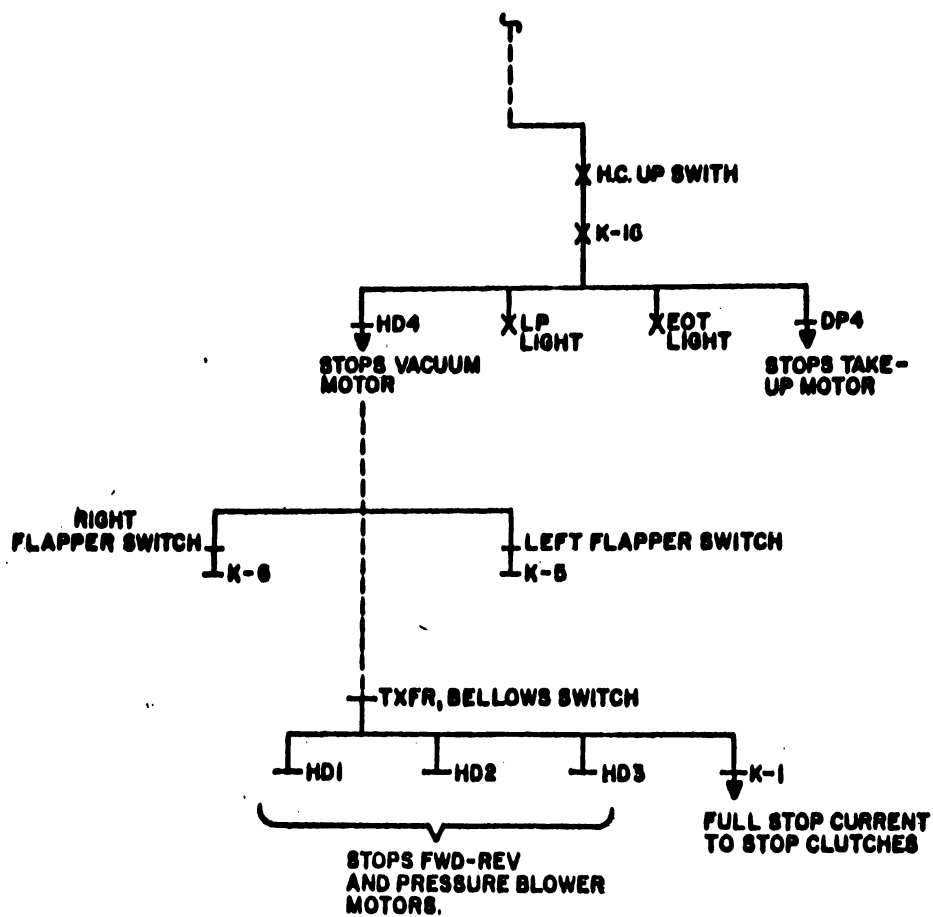 H.C. UP SWITH
K-16
HD4
LP
LIGHT
EOT
LIGHT
DP4
STOPS VACUUM
MOTOR
STOPS TAKE-
UP MOTOR
RIGHT
FLAPPER SWITCH
K-6
LEFT FLAPPER SWITCH
K-5
TXFR, BELLOWS SWITCH
HD1
HD2
HD3
K-1
FULL STOP CURRENT
TO STOP CLUTCHES
STOPS FWD-REV
AND PRESSURE BLOWER
MOTORS.